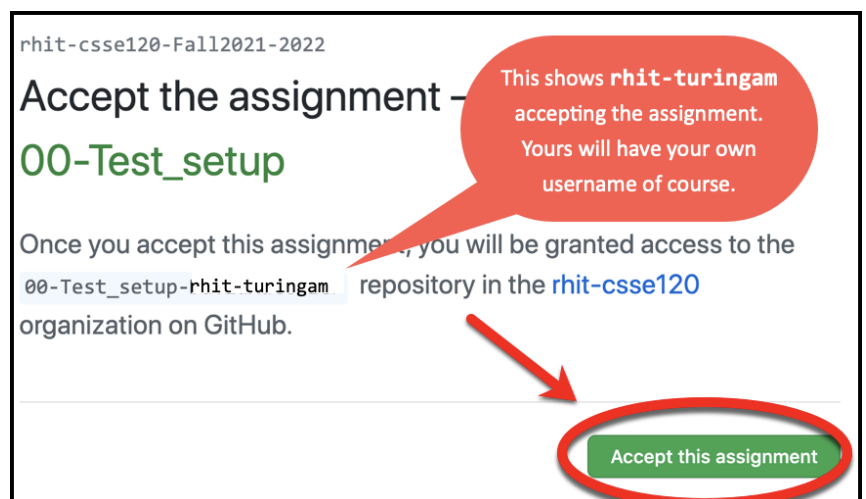 rhit-csse120-Fall2021-2022
Accept the assignment –
00-Test_setup
This shows rhit-turingam
accepting the assignment.
Yours will have your own
username of course.
Once you accept this assignment, you will be granted access to the
00-Test_setup-rhit-turingam repository in the rhit-csse120
organization on GitHub.
Accept this assignment